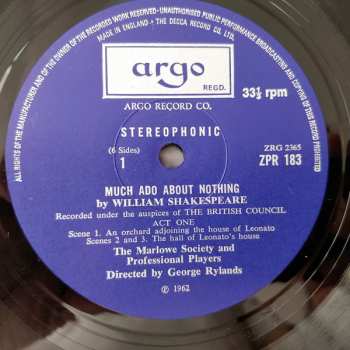 ALL RIGHTS OF THE MANUFACTURER AND OF THE OWNER OF THE RECORDED WORK RESERVED · UNAUTHORISED PUBLIC PERFORMANCE BROADCASTING AND COPYING OF THIS RECORD PROHIBITED
MADE IN ENGLAND · THE DECCA RECORD CO. LTD.
argo
REGD.
33⅓ rpm
ARGO RECORD CO.
STEREOPHONIC
(6 Sides)
1
ZRG 2365
ZPR 183
MUCH ADO ABOUT NOTHING
by WILLIAM SHAKESPEARE
Recorded under the auspices of THE BRITISH COUNCIL
ACT ONE
Scene 1. An orchard adjoining the house of Leonato
Scenes 2 and 3. The hall of Leonato's house
The Marlowe Society and
Professional Players
Directed by George Rylands
℗ 1962